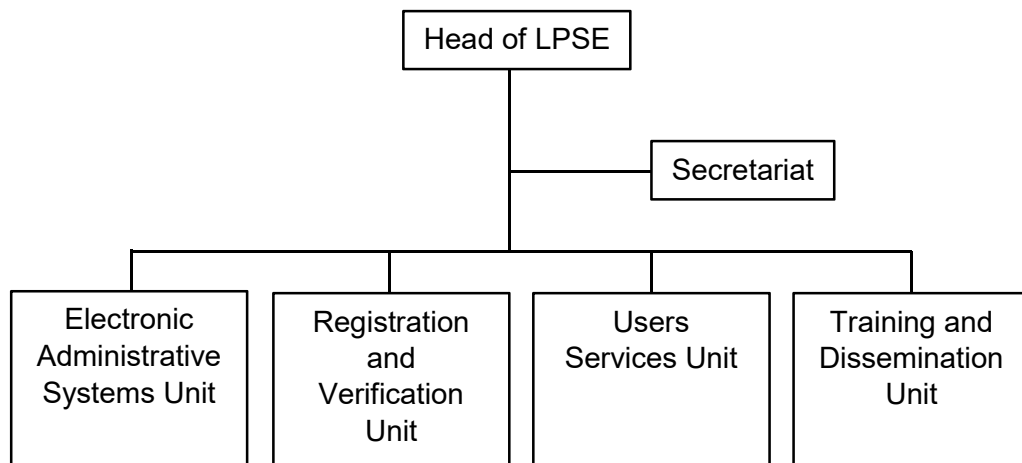 Head of LPSE
Secretariat
Electronic
Administrative
Systems Unit
Registration
and
Verification
Unit
Users
Services Unit
Training and
Dissemination
Unit